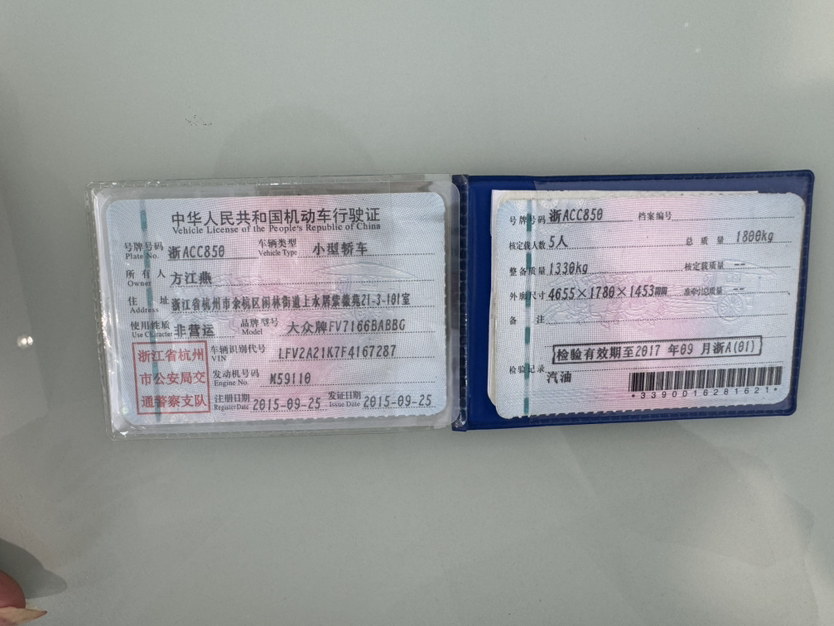 中华人民共和国机动车行驶证
Vehicle License of the People's Republic of China
号牌号码 Plate No. 浙ACC850 车辆类型 Vehicle Type 小型轿车
所有人 Owner 方江燕
住址 Address 浙江省杭州市余杭区闲林街道上水屏紫薇苑21-3-101室
使用性质 Use Character 非营运 品牌型号 Model 大众牌FV7166BABBG
浙江省杭州市公安局交通警察支队
车辆识别代号 VIN LFV2A21K7F4167287
发动机号码 Engine No. M59110
注册日期 Register Date 2015-09-25 发证日期 Issue Date 2015-09-25
号牌号码 浙ACC850 档案编号
核定载人数 5人 总质量 1800kg
整备质量 1330kg 核定载质量 --
外廓尺寸 4655×1780×1453 准牵引总质量 --
备注
检验有效期至2017年09月浙A(01)
检验记录
汽油
*3390016281621*